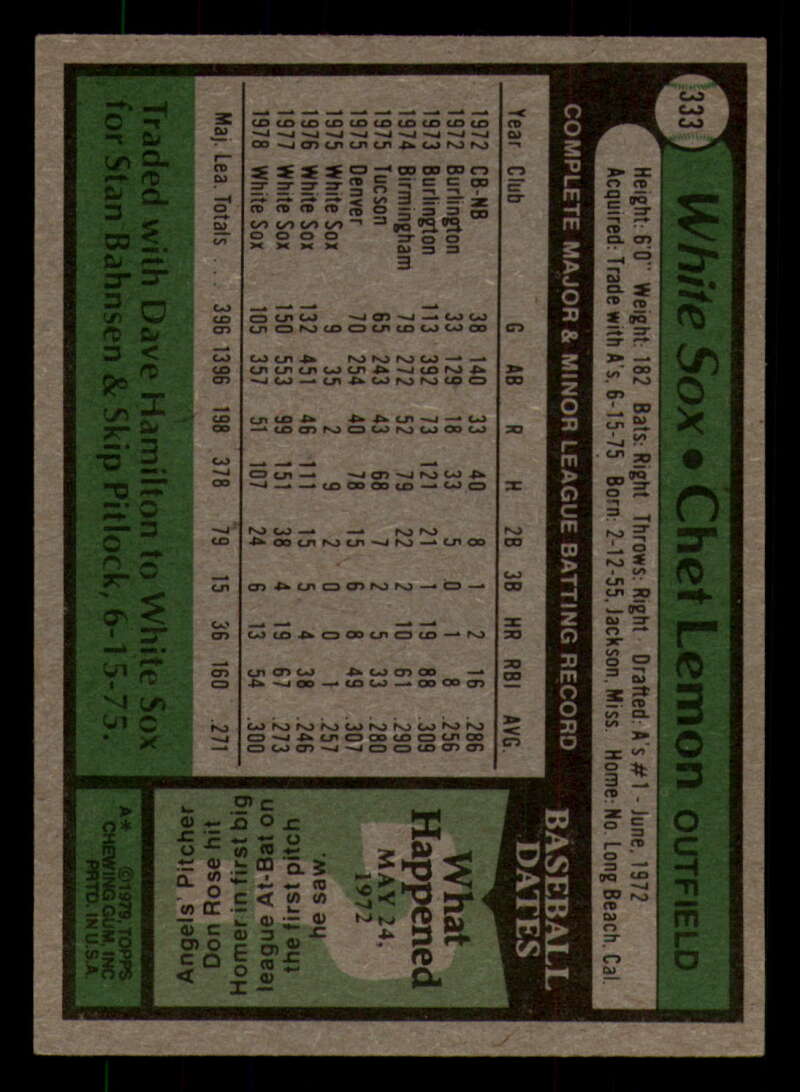 333
White Sox • Chet Lemon OUTFIELD
Height: 6'0" Weight: 182 Bats: Right Throws: Right Drafted: A's #1 - June, 1972
Acquired: Trade with A's, 6-15-75 Born: 2-12-55, Jackson, Miss. Home: No. Long Beach, Cal.
COMPLETE MAJOR & MINOR LEAGUE BATTING RECORD
Year Club G AB R H 2B 3B HR RBI AVG.
1972 CB-NB 38 140 33 40 8 1 2 16 .286
1972 Burlington 33 129 18 33 5 0 1 8 .256
1973 Burlington 113 392 73 121 21 1 19 88 .309
1974 Birmingham 79 272 52 79 22 2 10 61 .290
1975 Tucson 65 243 43 68 7 2 5 33 .280
1975 Denver 70 254 40 78 15 6 8 49 .307
1975 White Sox 9 35 2 9 2 0 0 1 .257
1976 White Sox 132 451 46 111 15 5 4 38 .246
1977 White Sox 150 553 99 151 38 4 19 67 .273
1978 White Sox 105 357 51 107 24 6 13 54 .300
Maj. Lea. Totals . . . 396 1396 198 378 79 15 36 160 .271
Traded with Dave Hamilton to White Sox
for Stan Bahnsen & Skip Pitlock, 6-15-75.
BASEBALL
DATES
What
Happened
MAY 24,
1972
?
Angels' Pitcher
Don Rose hit
Homer in first big
league At-Bat on
the first pitch
he saw.
A* ©1979, TOPPS
CHEWING GUM, INC
PRTD. IN U.S.A.